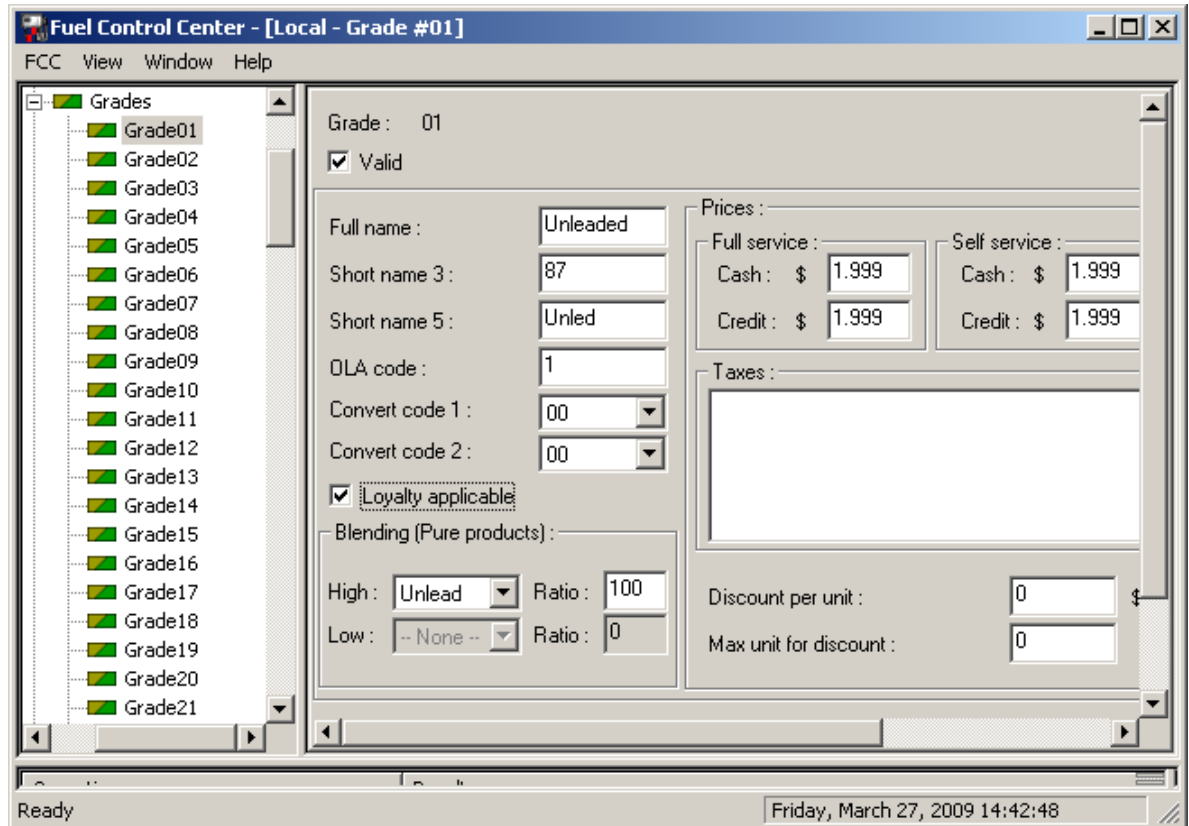 Fuel Control Center - [Local - Grade #01]
FCC View Window Help
Grades
Grade01
Grade02
Grade03
Grade04
Grade05
Grade06
Grade07
Grade08
Grade09
Grade10
Grade11
Grade12
Grade13
Grade14
Grade15
Grade16
Grade17
Grade18
Grade19
Grade20
Grade21
Grade : 01
Valid
Full name : Unleaded
Short name 3 : 87
Short name 5 : Unled
OLA code : 1
Convert code 1 : 00
Convert code 2 : 00
Loyalty applicable
Blending (Pure products) :
High : Unlead Ratio : 100
Low : -- None -- Ratio : 0
Prices :
Full service :
Cash : $ 1.999
Credit : $ 1.999
Self service :
Cash : $ 1.999
Credit : $ 1.999
Taxes :
Discount per unit : 0 $
Max unit for discount : 0
Ready
Friday, March 27, 2009 14:42:48